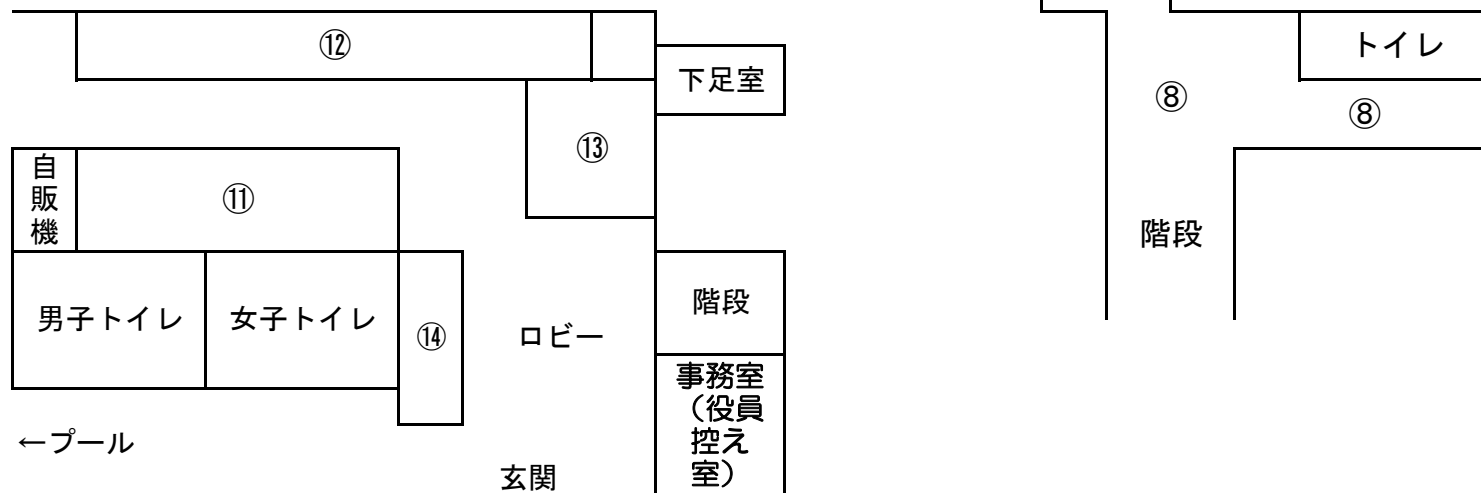 ⑫
下足室
⑬
自
販
機
⑪
男子トイレ
女子トイレ
⑭
ロビー
階段
事務室
（役員
控え
室）
←プール
玄関
トイレ
⑧
⑧
階段